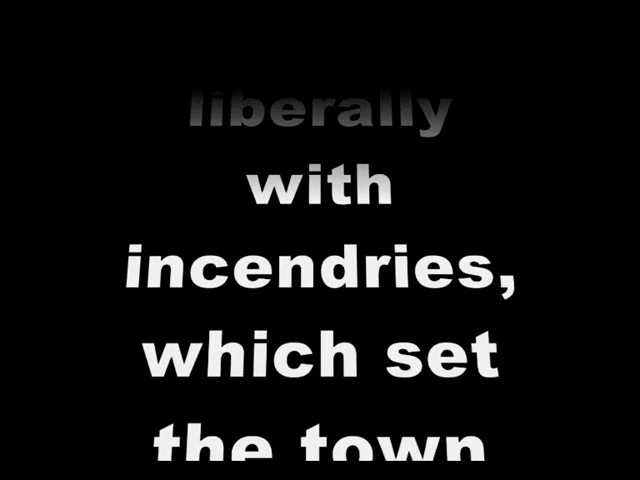 liberally
with
incendries,
which set
the town